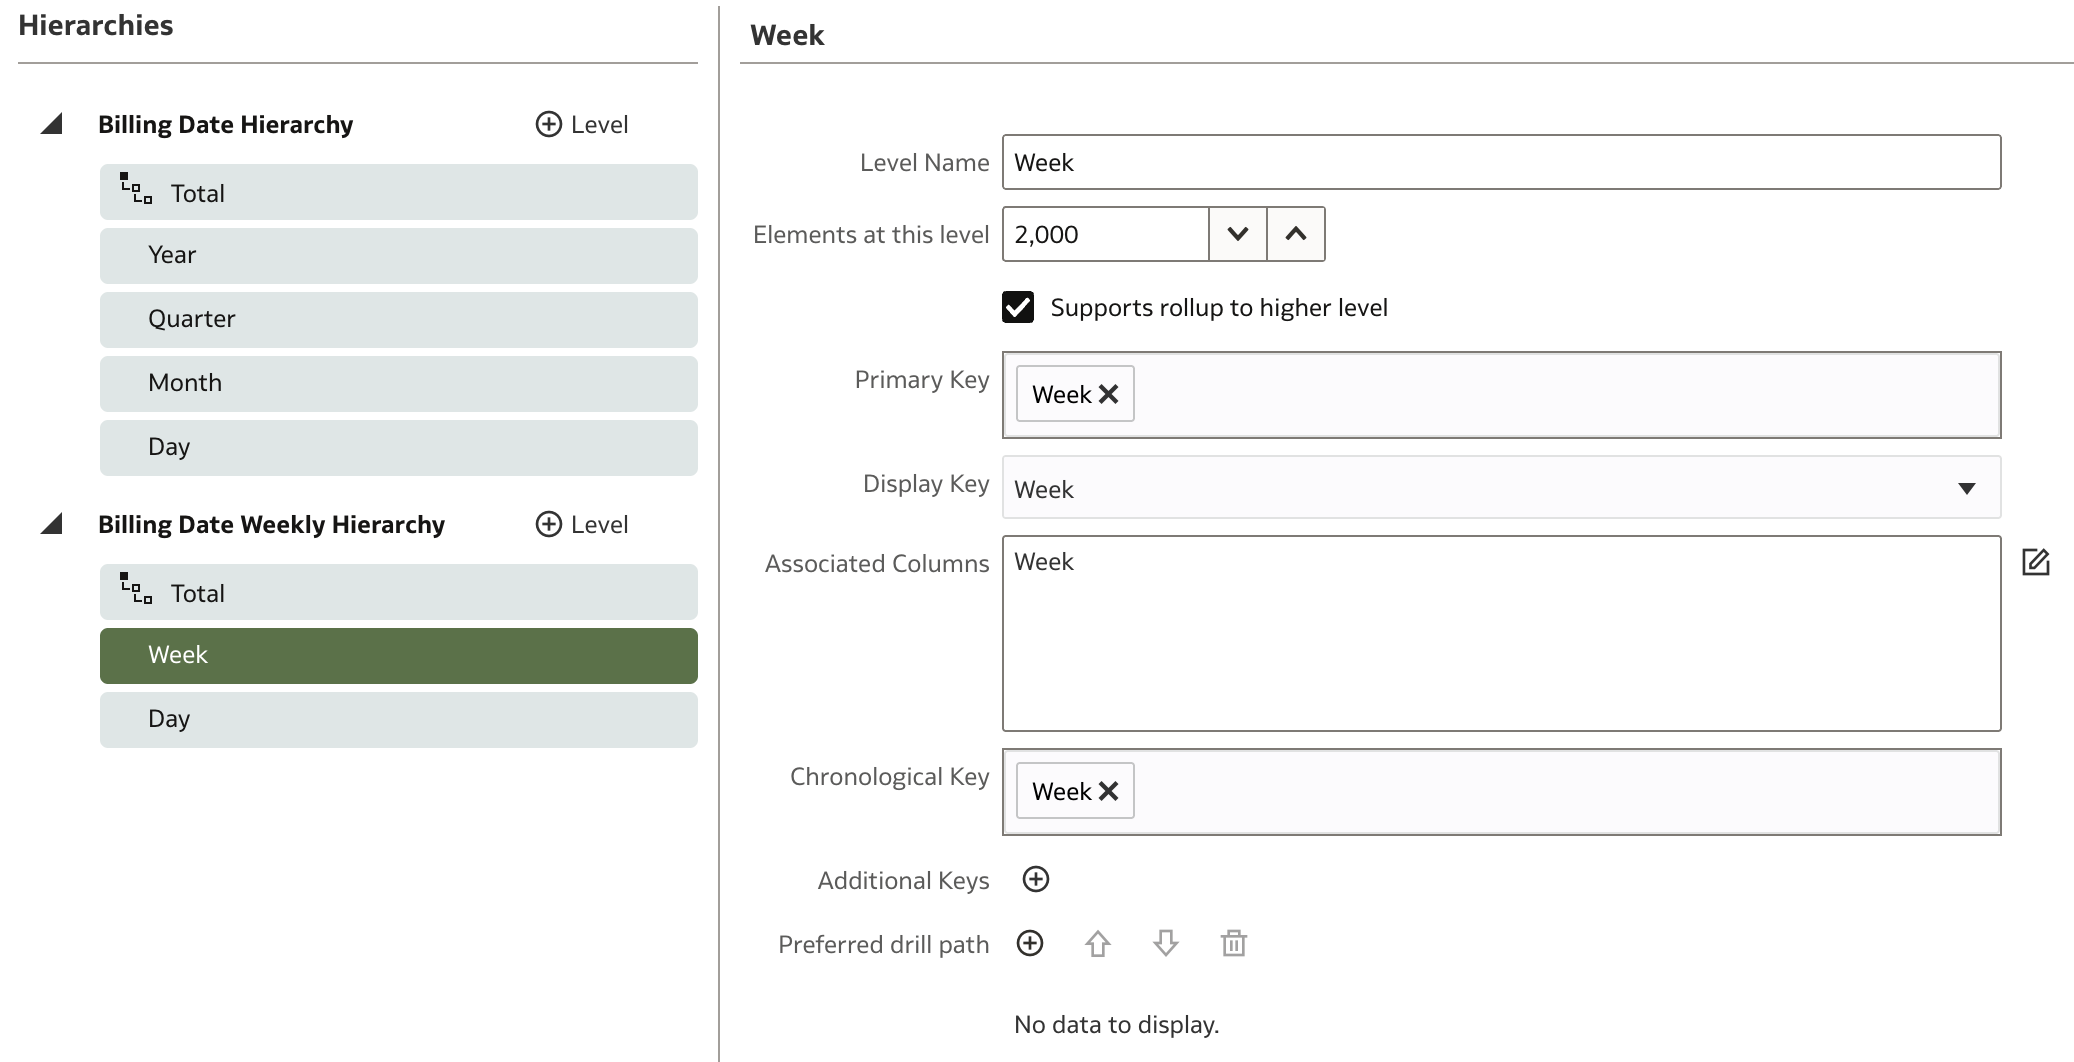 Hierarchies
Billing Date Hierarchy
Level
Total
Year
Quarter
Month
Day
Billing Date Weekly Hierarchy
Level
Total
Week
Day
Week
Level Name
Week
Elements at this level
2,000
Supports rollup to higher level
Primary Key
Week
Display Key
Week
Associated Columns
Week
Chronological Key
Week
Additional Keys
Preferred drill path
No data to display.